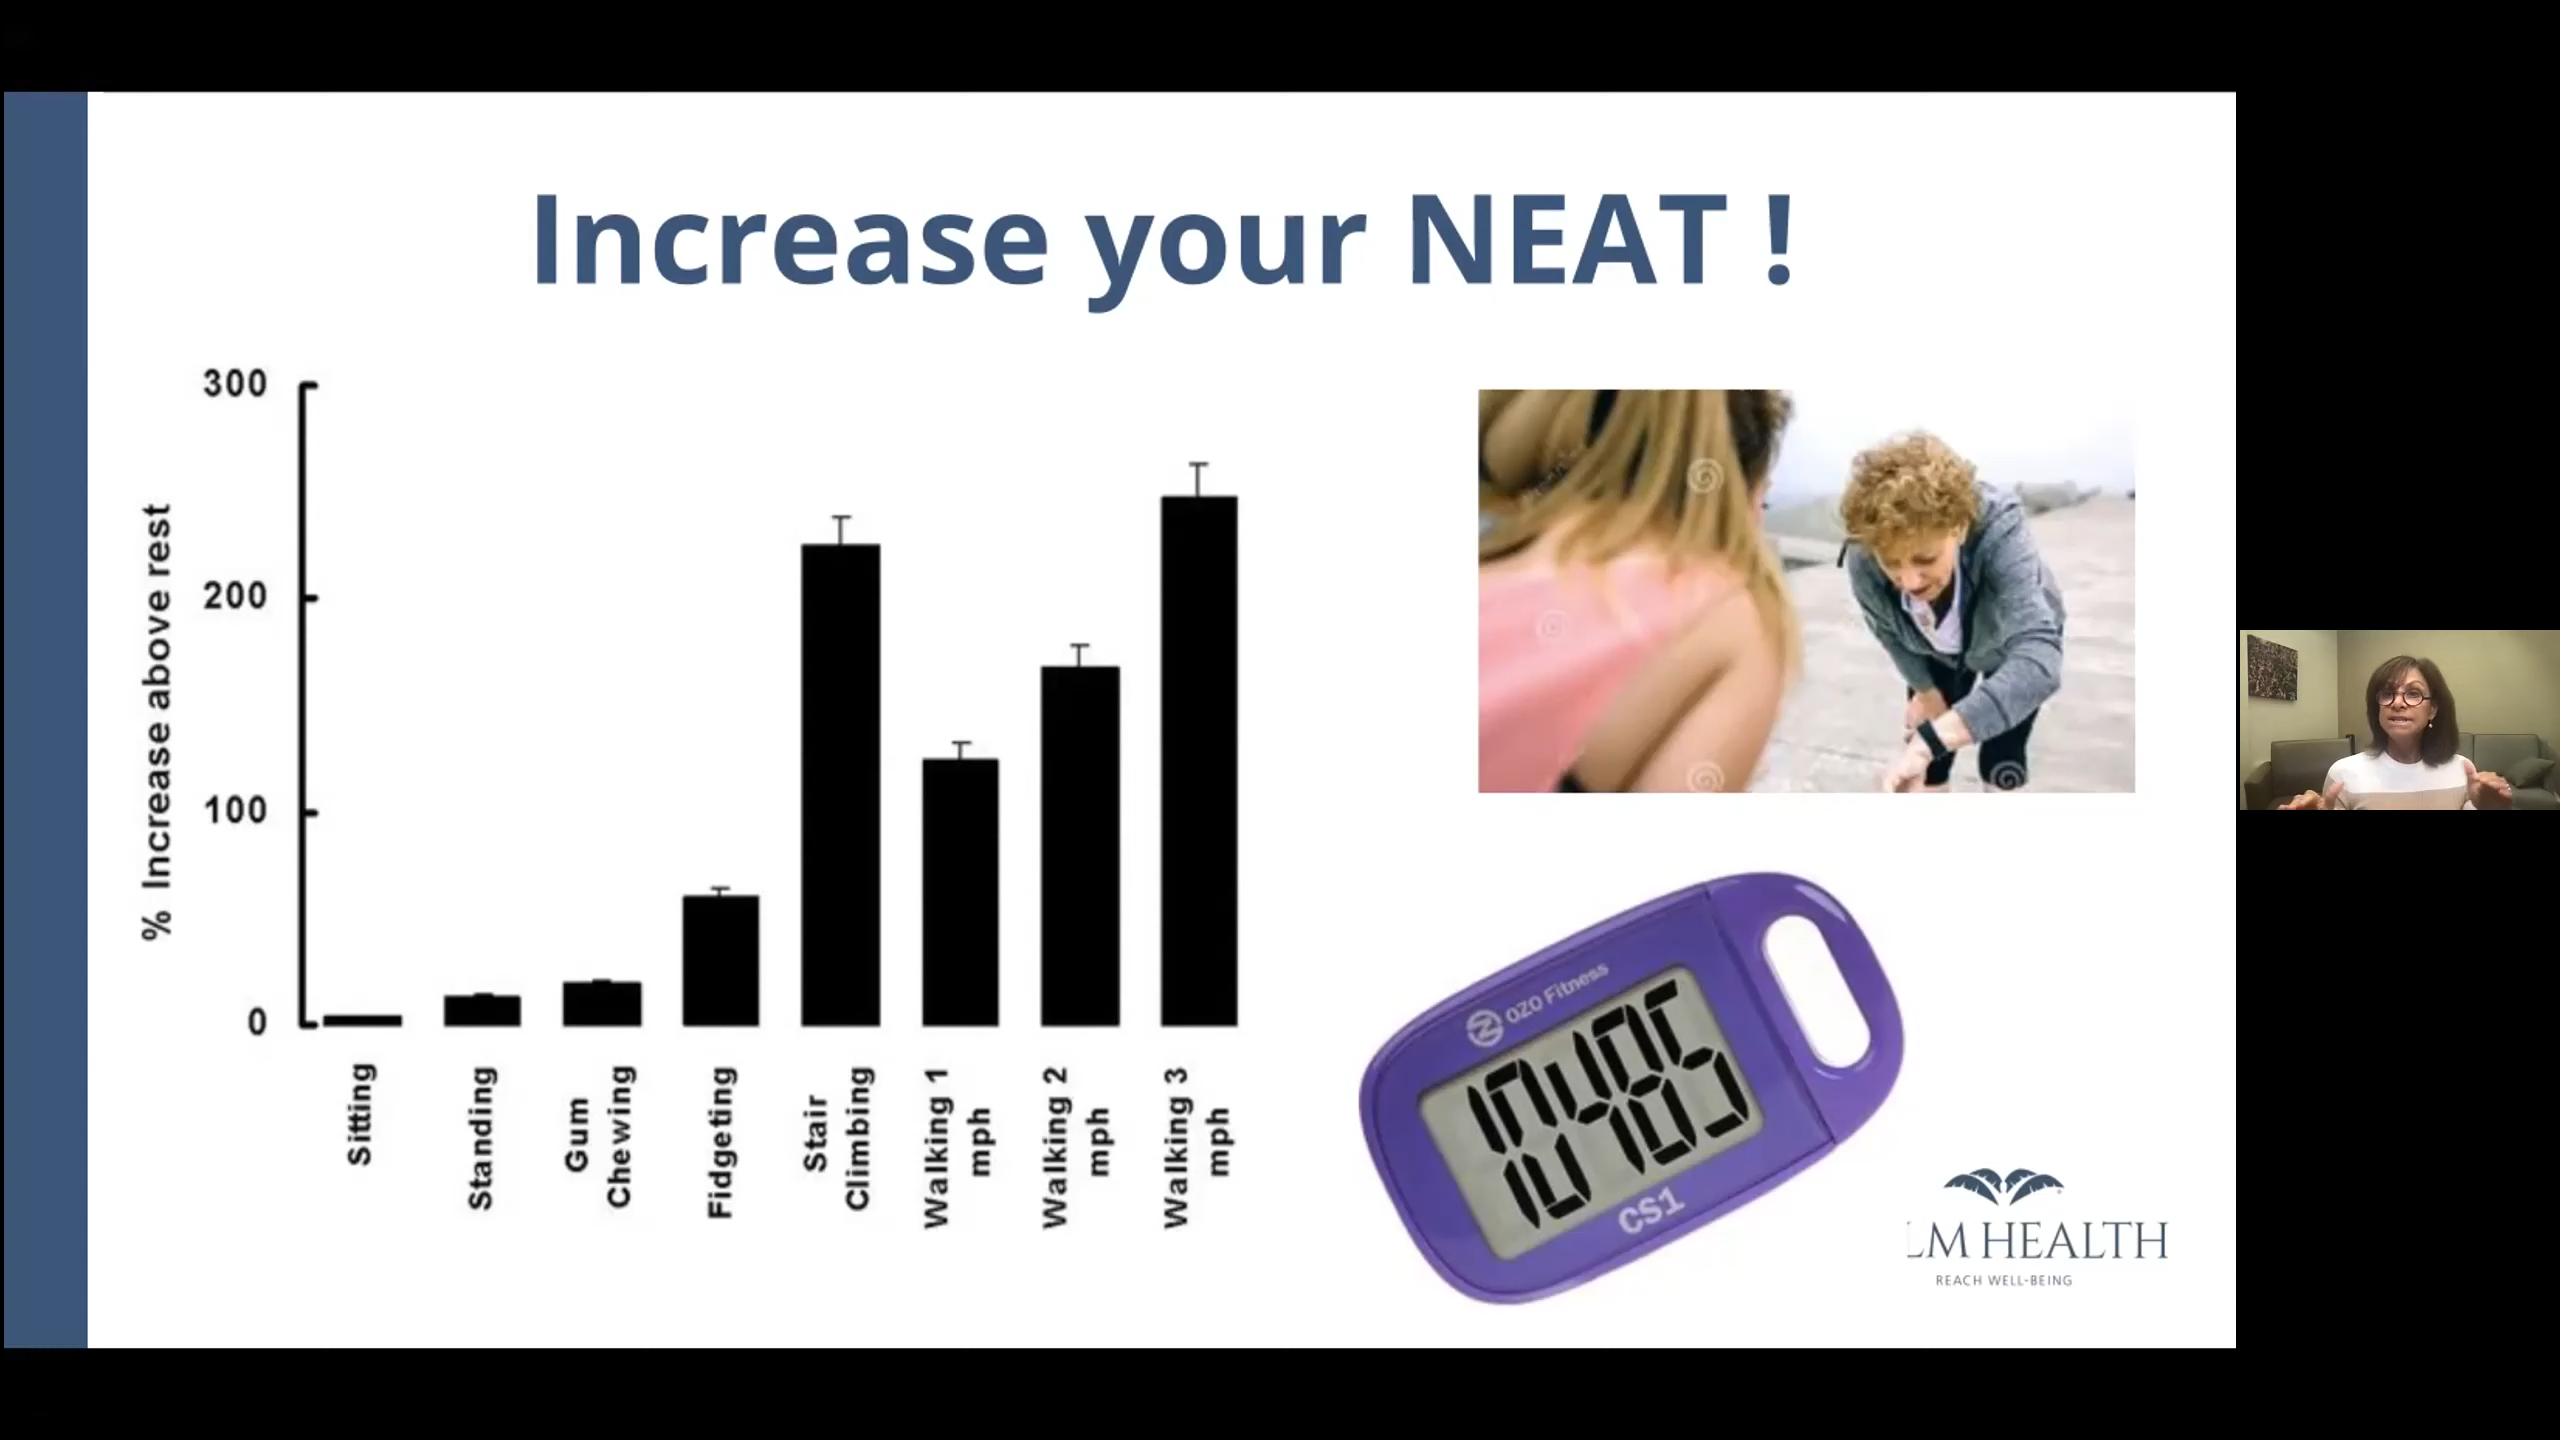 Increase your NEAT !
% Increase above rest
300
200
100
0
Sitting
Standing
Gum
Chewing
Fidgeting
Stair
Climbing
Walking 1
mph
Walking 2
mph
Walking 3
mph
OZO Fitness
10485
CS1
LM HEALTH
REACH WELL-BEING